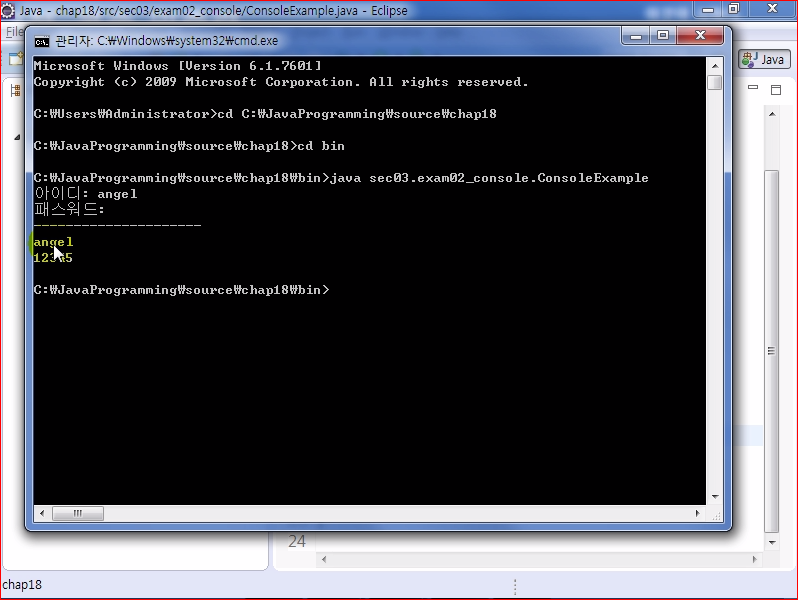 Java - chap18/src/sec03/exam02_console/ConsoleExample.java - Eclipse
File
관리자: C:₩Windows₩system32₩cmd.exe
Java
Microsoft Windows [Version 6.1.7601]
Copyright (c) 2009 Microsoft Corporation. All rights reserved.
C:₩Users₩Administrator>cd C:₩JavaProgramming₩source₩chap18
C:₩JavaProgramming₩source₩chap18>cd bin
C:₩JavaProgramming₩source₩chap18₩bin>java sec03.exam02_console.ConsoleExample
아이디: angel
패스워드:
---------------------
angel
12345
C:₩JavaProgramming₩source₩chap18₩bin>
24
chap18